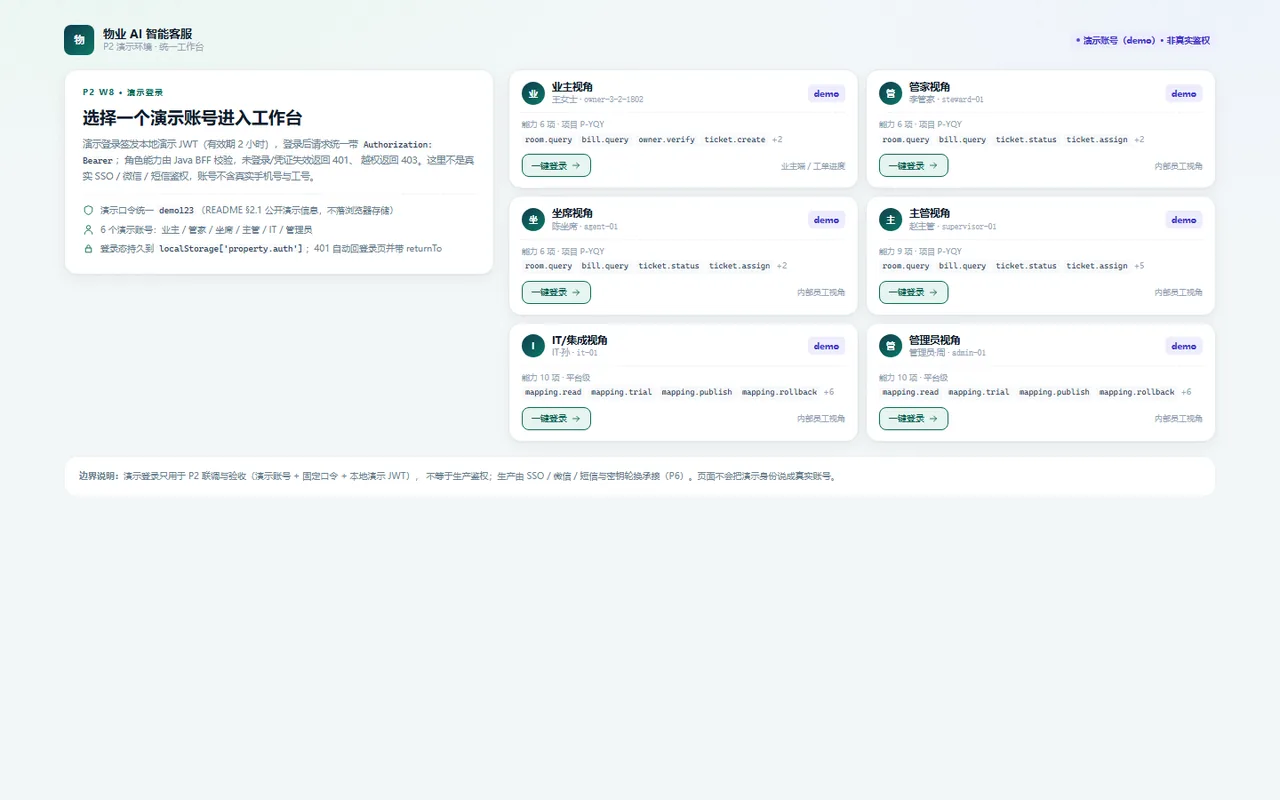 物
物业 AI 智能客服
P2 演示环境 · 统一工作台
• 演示账号（demo）• 非真实鉴权
P2 W8 • 演示登录
选择一个演示账号进入工作台
演示登录签发本地演示 JWT（有效期 2 小时），登录后请求统一带 Authorization:
Bearer ；角色能力由 Java BFF 校验，未登录/凭证失效返回 401、 越权返回 403。这里不是真
实 SSO / 微信 / 短信鉴权，账号不含真实手机号与工号。
演示口令统一 demo123 （README §2.1 公开演示信息，不落浏览器存储）
6 个演示账号：业主 / 管家 / 坐席 / 主管 / IT / 管理员
登录态持久到 localStorage['property.auth'] ；401 自动回登录页并带 returnTo
业
业主视角
王女士 · owner-3-2-1802
demo
能力 6 项 · 项目 P-YQY
room.query bill.query owner.verify ticket.create +2
一键登录 →
业主端 / 工单进度
管
管家视角
李管家 · steward-01
demo
能力 6 项 · 项目 P-YQY
room.query bill.query ticket.status ticket.assign +2
一键登录 →
内部员工视角
坐
坐席视角
陈坐席 · agent-01
demo
能力 6 项 · 项目 P-YQY
room.query bill.query ticket.status ticket.assign +2
一键登录 →
内部员工视角
主
主管视角
赵主管 · supervisor-01
demo
能力 9 项 · 项目 P-YQY
room.query bill.query ticket.status ticket.assign +5
一键登录 →
内部员工视角
I
IT/集成视角
IT·孙 · it-01
demo
能力 10 项 · 平台级
mapping.read mapping.trial mapping.publish mapping.rollback +6
一键登录 →
内部员工视角
管
管理员视角
管理员·周 · admin-01
demo
能力 10 项 · 平台级
mapping.read mapping.trial mapping.publish mapping.rollback +6
一键登录 →
内部员工视角
边界说明：演示登录只用于 P2 联调与验收（演示账号 + 固定口令 + 本地演示 JWT）， 不等于生产鉴权；生产由 SSO / 微信 / 短信与密钥轮换承接（P6）。页面不会把演示身份说成真实账号。